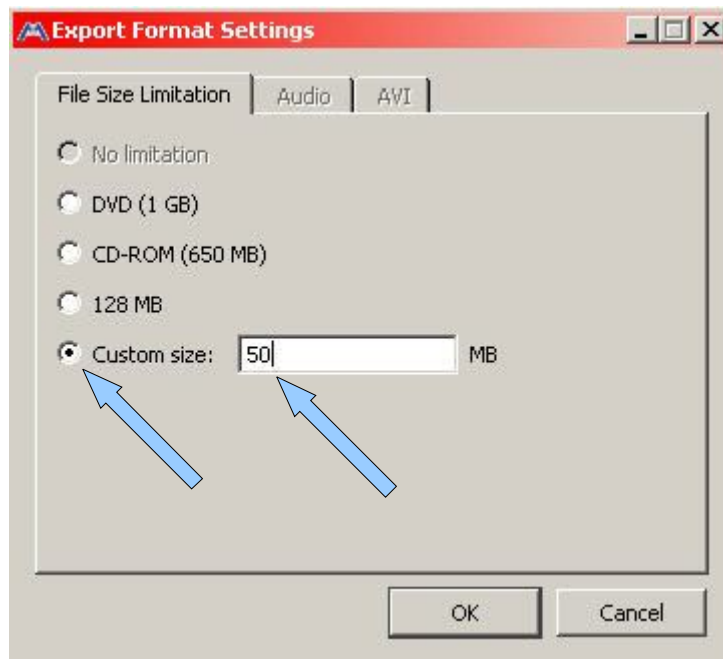 Export Format Settings
File Size Limitation Audio AVI
No limitation
DVD (1 GB)
CD-ROM (650 MB)
128 MB
Custom size: 50 MB
OK Cancel